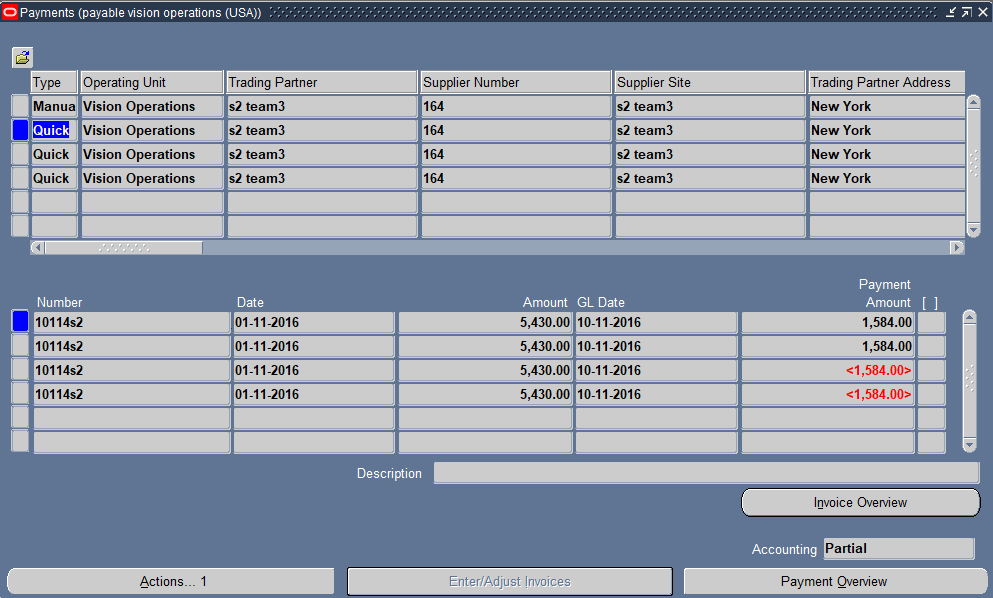 Payments (payable vision operations (USA))
Type Operating Unit Trading Partner Supplier Number Supplier Site Trading Partner Address
Manua Vision Operations s2 team3 164 s2 team3 New York
Quick Vision Operations s2 team3 164 s2 team3 New York
Quick Vision Operations s2 team3 164 s2 team3 New York
Quick Vision Operations s2 team3 164 s2 team3 New York
Payment
Number Date Amount GL Date Amount [ ]
10114s2 01-11-2016 5,430.00 10-11-2016 1,584.00
10114s2 01-11-2016 5,430.00 10-11-2016 1,584.00
10114s2 01-11-2016 5,430.00 10-11-2016 <1,584.00>
10114s2 01-11-2016 5,430.00 10-11-2016 <1,584.00>
Description
Invoice Overview
Accounting Partial
Actions... 1 Enter/Adjust Invoices Payment Overview